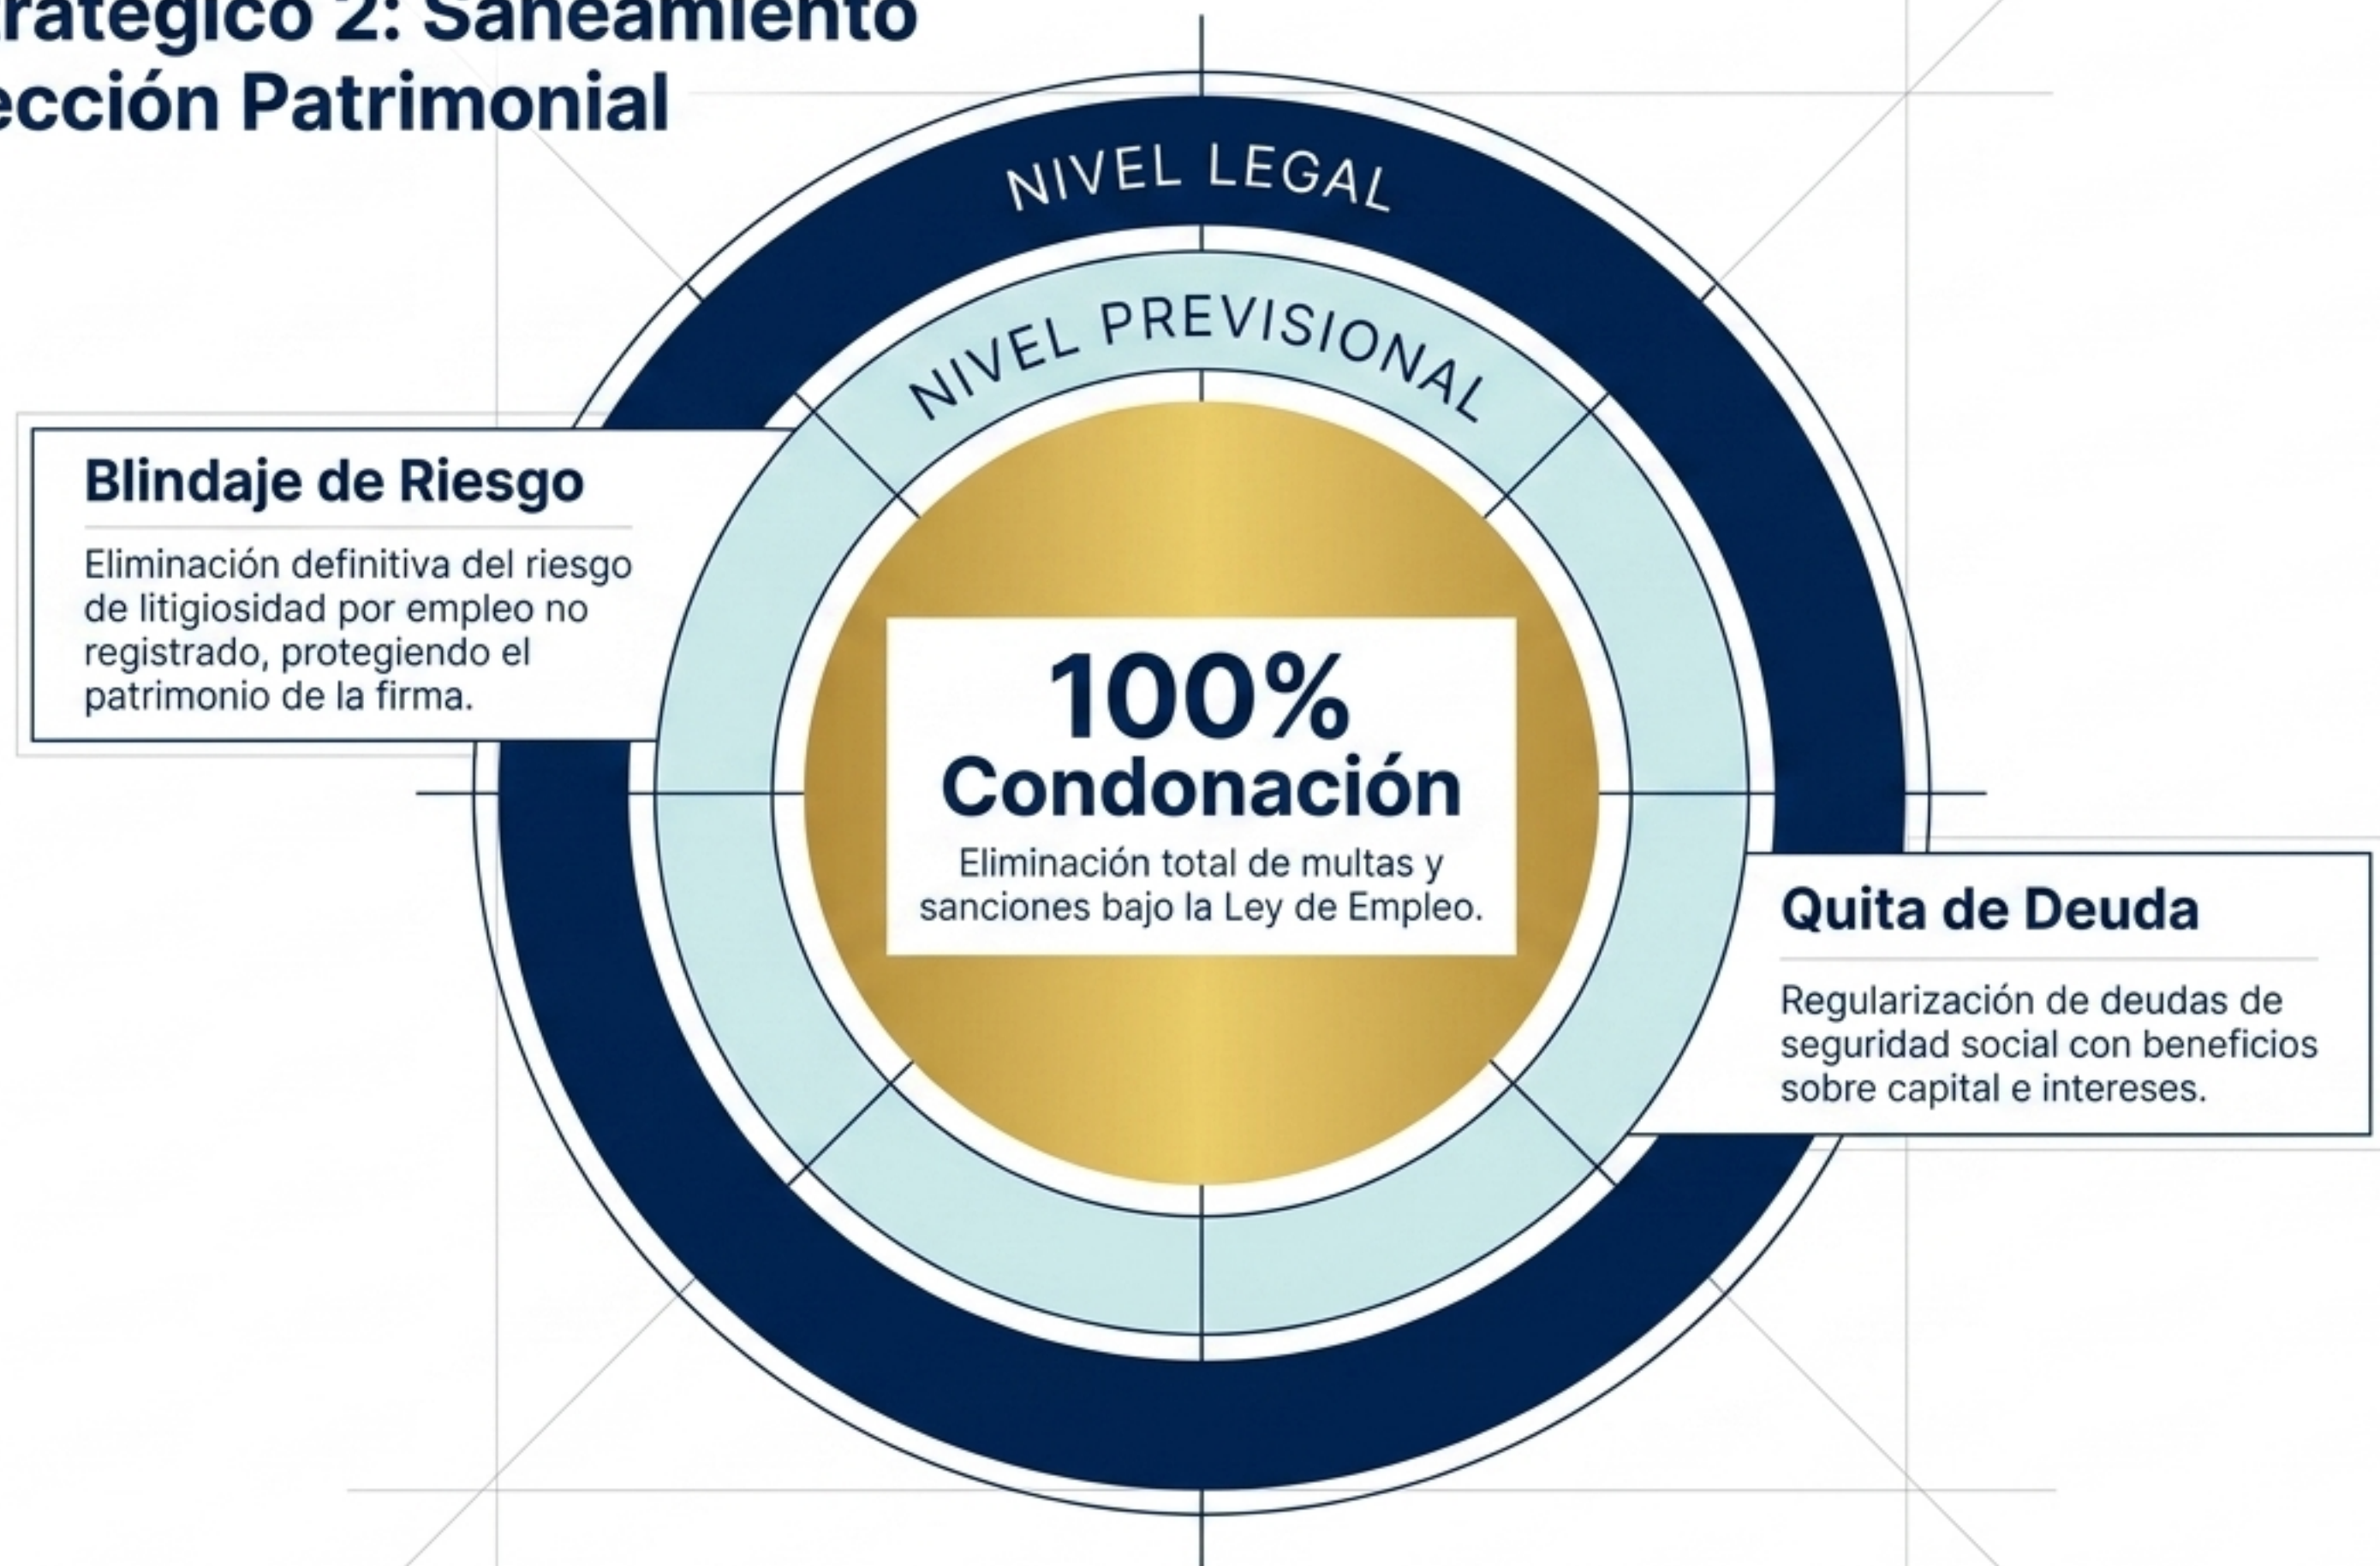 tratégico 2: Saneamiento
ección Patrimonial
NIVEL LEGAL
NIVEL PREVISIONAL
Blindaje de Riesgo
Eliminación definitiva del riesgo
de litigiosidad por empleo no
registrado, protegiendo el
patrimonio de la firma.
100%
Condonación
Eliminación total de multas y
sanciones bajo la Ley de Empleo.
Quita de Deuda
Regularización de deudas de
seguridad social con beneficios
sobre capital e intereses.